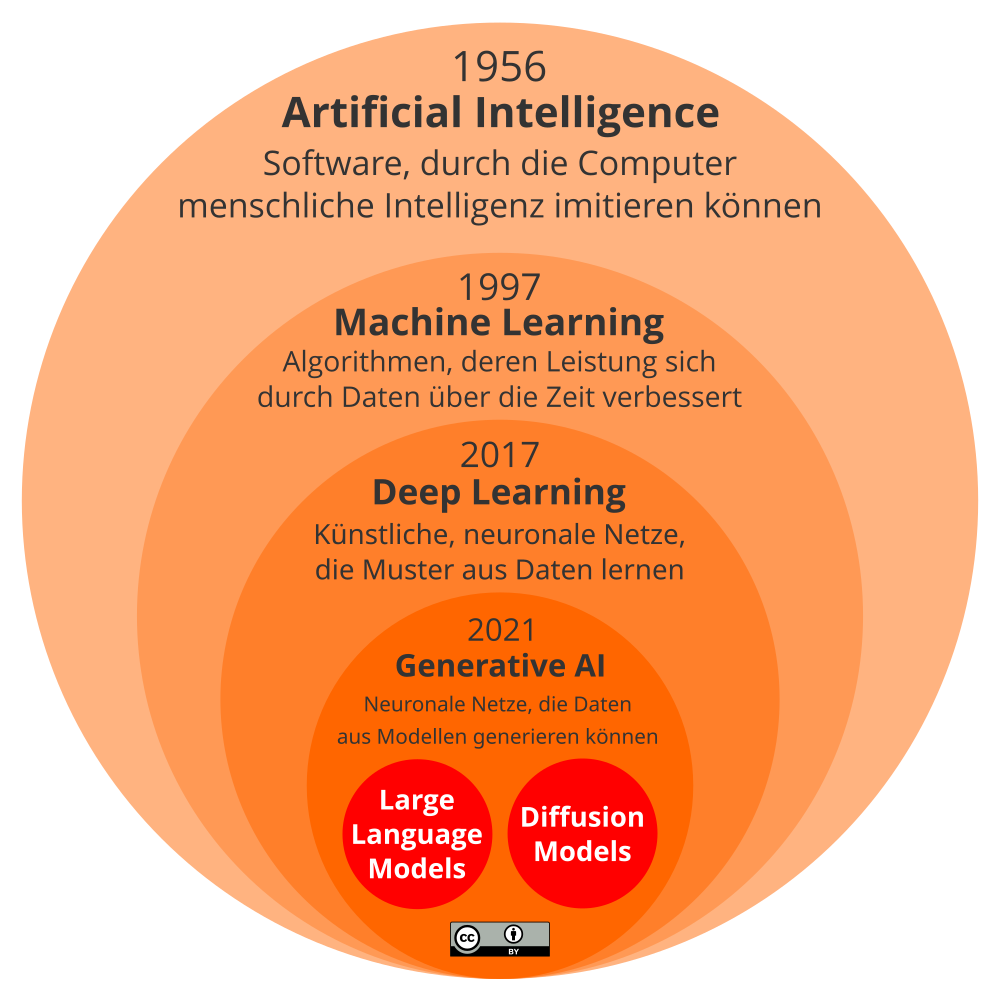 1956
Artificial Intelligence
Software, durch die Computer
menschliche Intelligenz imitieren können
1997
Machine Learning
Algorithmen, deren Leistung sich
durch Daten über die Zeit verbessert
2017
Deep Learning
Künstliche, neuronale Netze,
die Muster aus Daten lernen
2021
Generative AI
Neuronale Netze, die Daten
aus Modellen generieren können
Large
Language
Models
Diffusion
Models
cc
BY